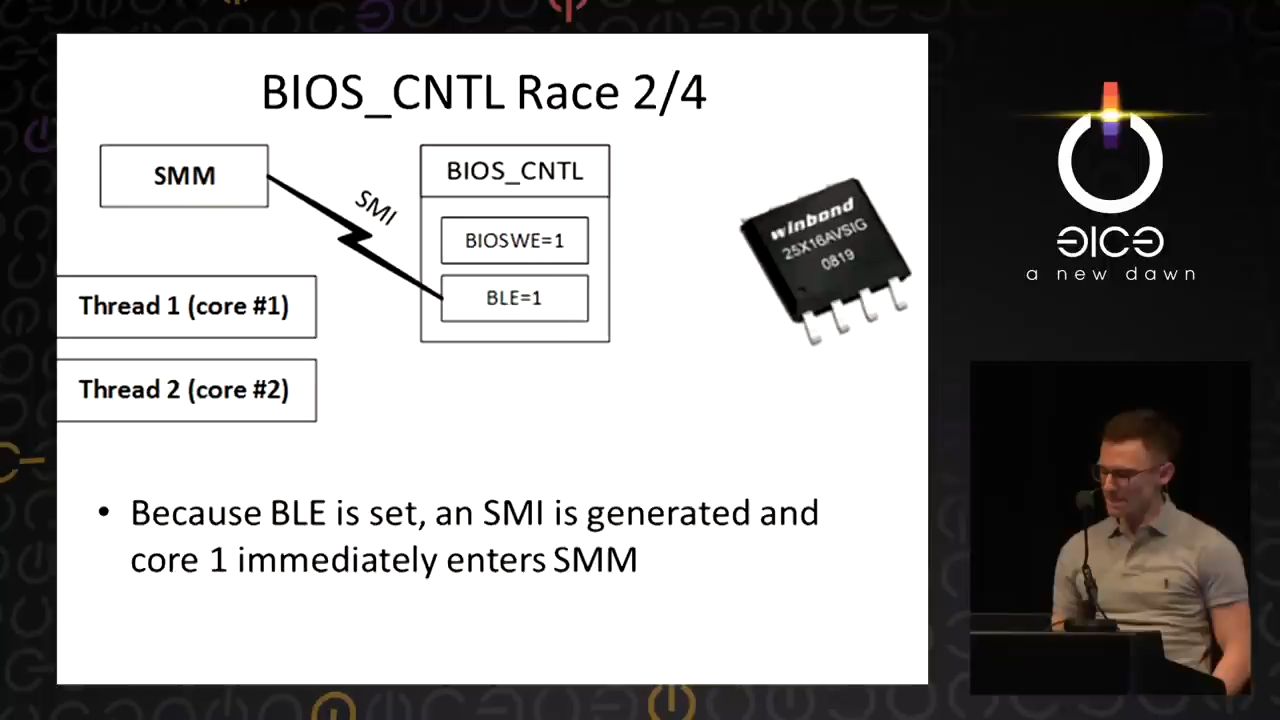 BIOS_CNTL Race 2/4
SMM
SMI
BIOS_CNTL
BIOSWE=1
BLE=1
Thread 1 (core #1)
Thread 2 (core #2)
winbond
25X16AVSIG
0819
• Because BLE is set, an SMI is generated and
core 1 immediately enters SMM
a new dawn